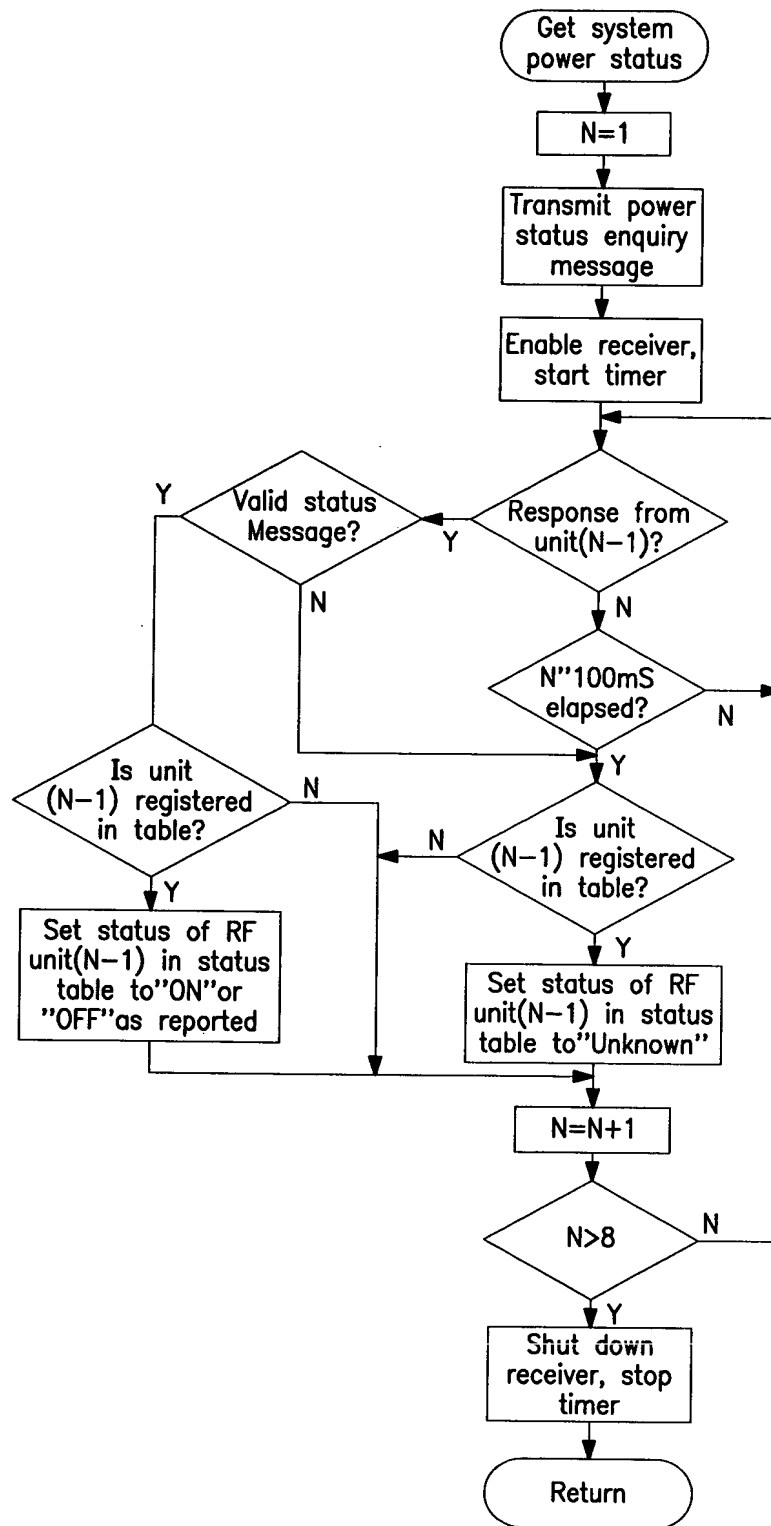 Get system
power status
N=1
Transmit power
status enquiry
message
Enable receiver,
start timer
Response from
unit(N-1)?
Y
N
Valid status
Message?
Y
N
N"100mS
elapsed?
N
Y
Is unit
(N-1) registered
in table?
N
Y
Is unit
(N-1) registered
in table?
N
Y
Set status of RF
unit(N-1) in status
table to"ON"or
"OFF"as reported
Set status of RF
unit(N-1) in status
table to"Unknown"
N=N+1
N>8
N
Y
Shut down
receiver, stop
timer
Return